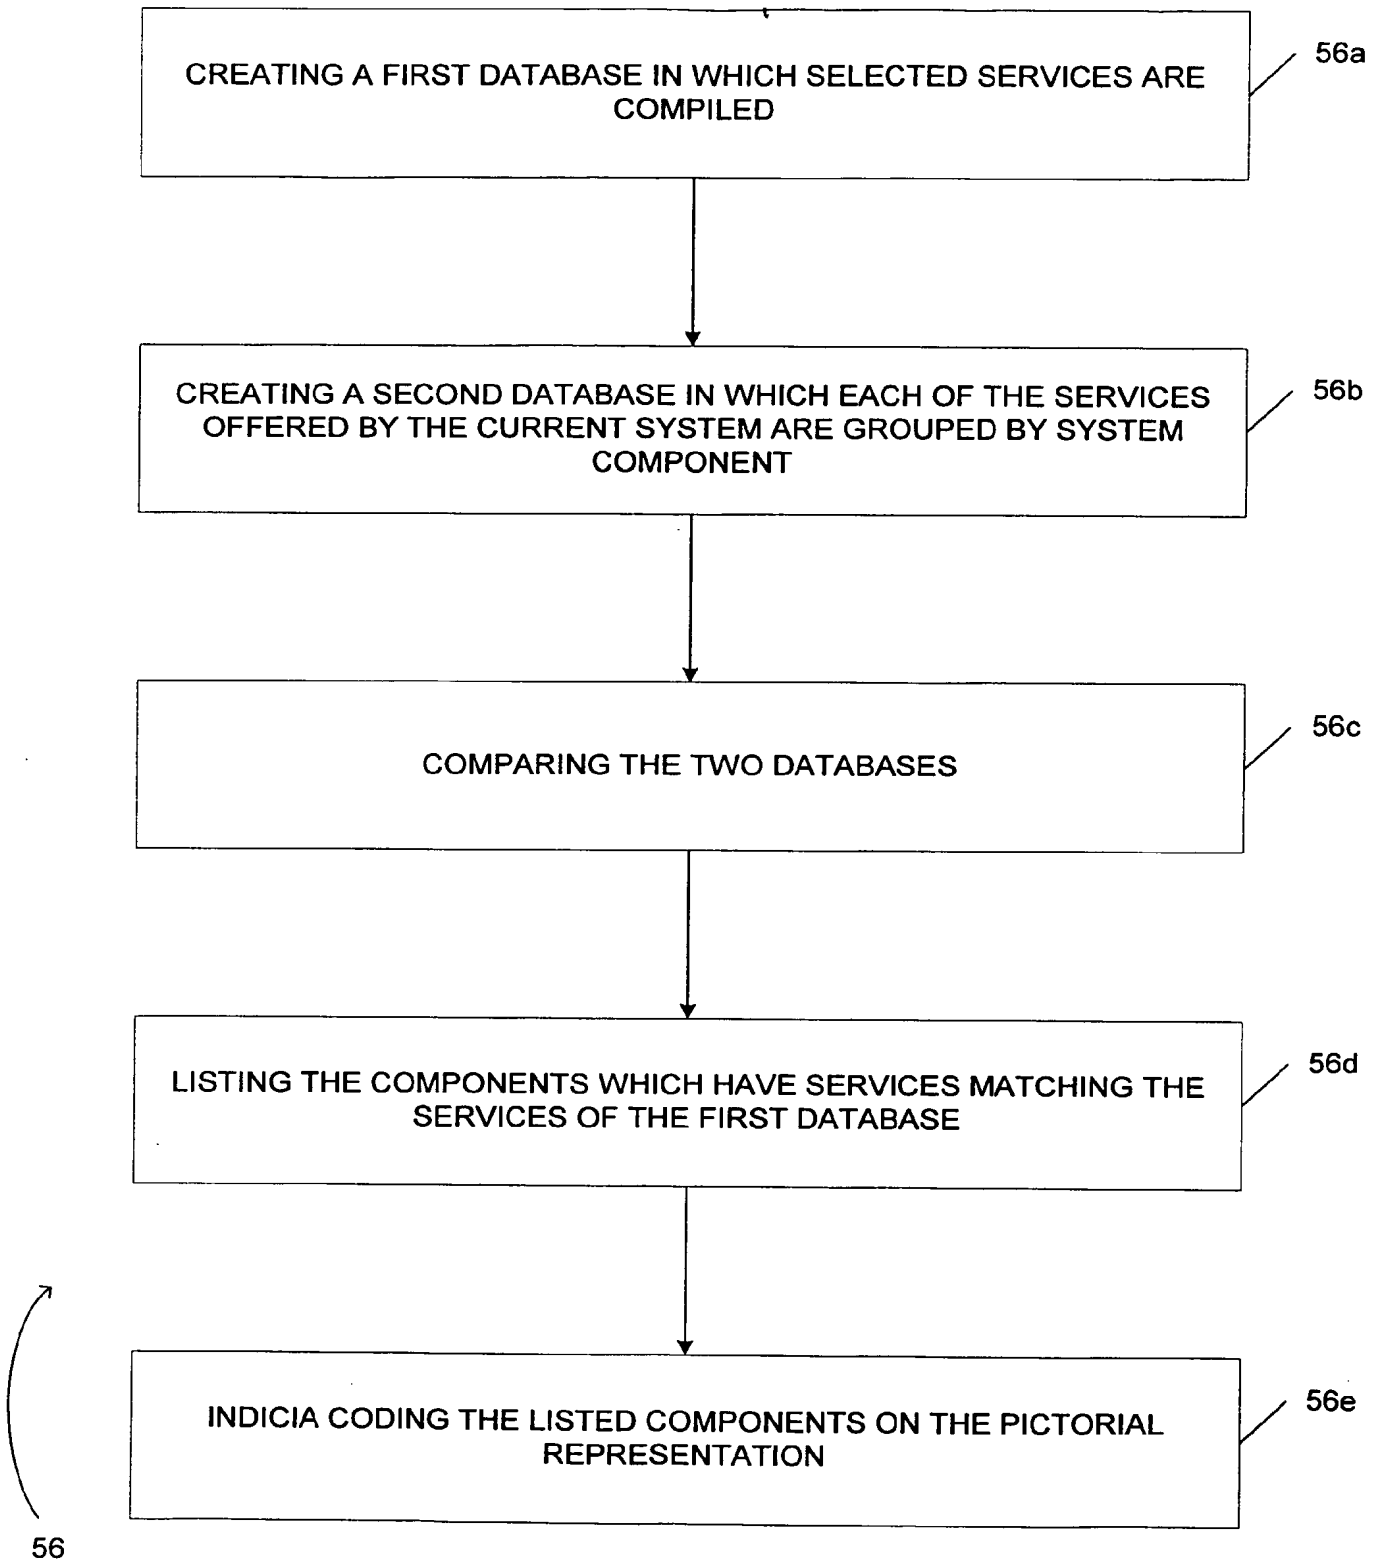 CREATING A FIRST DATABASE IN WHICH SELECTED SERVICES ARE
COMPILED
56a
CREATING A SECOND DATABASE IN WHICH EACH OF THE SERVICES
OFFERED BY THE CURRENT SYSTEM ARE GROUPED BY SYSTEM
COMPONENT
56b
COMPARING THE TWO DATABASES
56c
LISTING THE COMPONENTS WHICH HAVE SERVICES MATCHING THE
SERVICES OF THE FIRST DATABASE
56d
INDICIA CODING THE LISTED COMPONENTS ON THE PICTORIAL
REPRESENTATION
56e
56